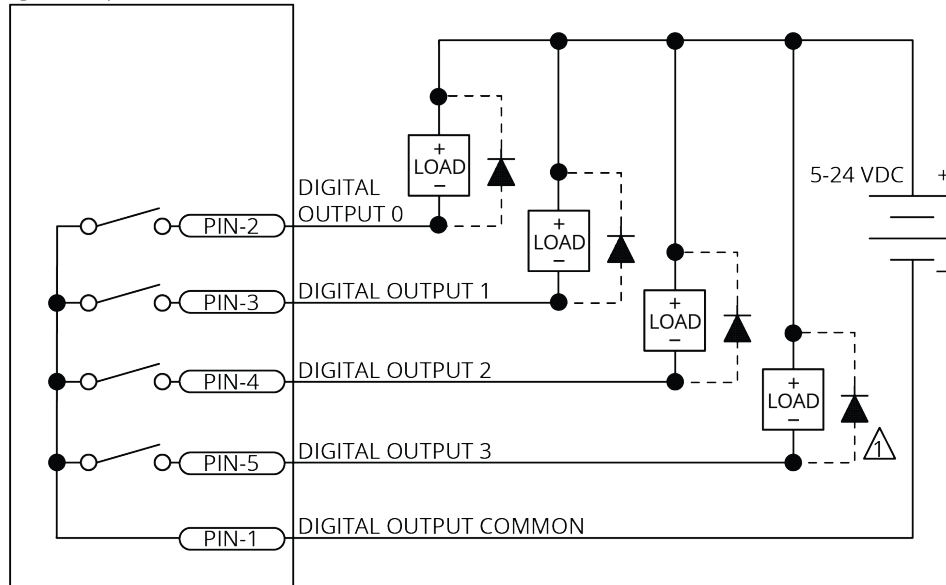 5-24 VDC +
+
LOAD
–
DIGITAL
OUTPUT 0
PIN-2
+
LOAD
–
–
DIGITAL OUTPUT 1
PIN-3
+
LOAD
–
DIGITAL OUTPUT 2
PIN-4
+
LOAD
–
1
DIGITAL OUTPUT 3
PIN-5
DIGITAL OUTPUT COMMON
PIN-1